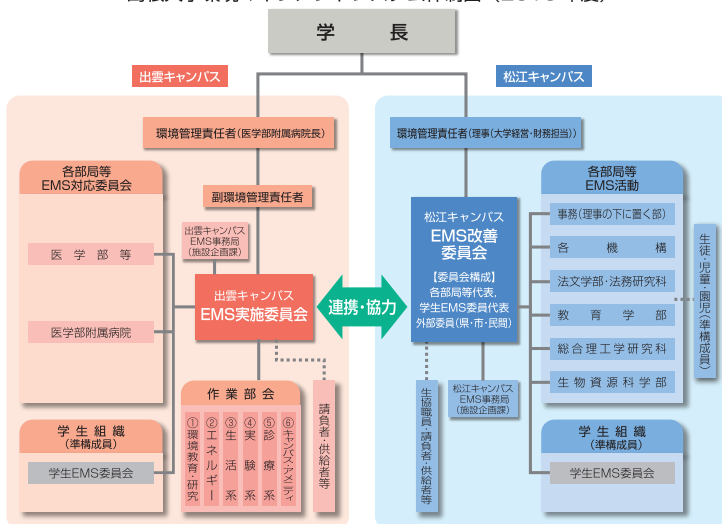 学長
出雲キャンパス
松江キャンパス
環境管理責任者(医学部附属病院長)
環境管理責任者(理事(大学経営・財務担当))
各部局等
EMS対応委員会
医学部等
医学部附属病院
副環境管理責任者
出雲キャンパス
EMS事務局
(施設企画課)
出雲キャンパス
EMS実施委員会
連携・協力
松江キャンパス
EMS改善
委員会
【委員会構成】
各部局等代表,
学生EMS委員代表
外部委員(県・市・民間)
各部局等
EMS活動
事務(理事の下に置く部)
各機構
法文学部・法務研究科
教育学部
総合理工学研究科
生物資源科学部
生徒・児童・園児(準構成員)
作業部会
①環境教育・研究
②エネルギー
③生活系
④実験系
⑤診療系
⑥キャンパス・アメニティ
請負者・供給者等
生協職員・請負者・供給者等
松江キャンパス
EMS事務局
(施設企画課)
学生組織
(準構成員)
学生EMS委員会
学生組織
(準構成員)
学生EMS委員会